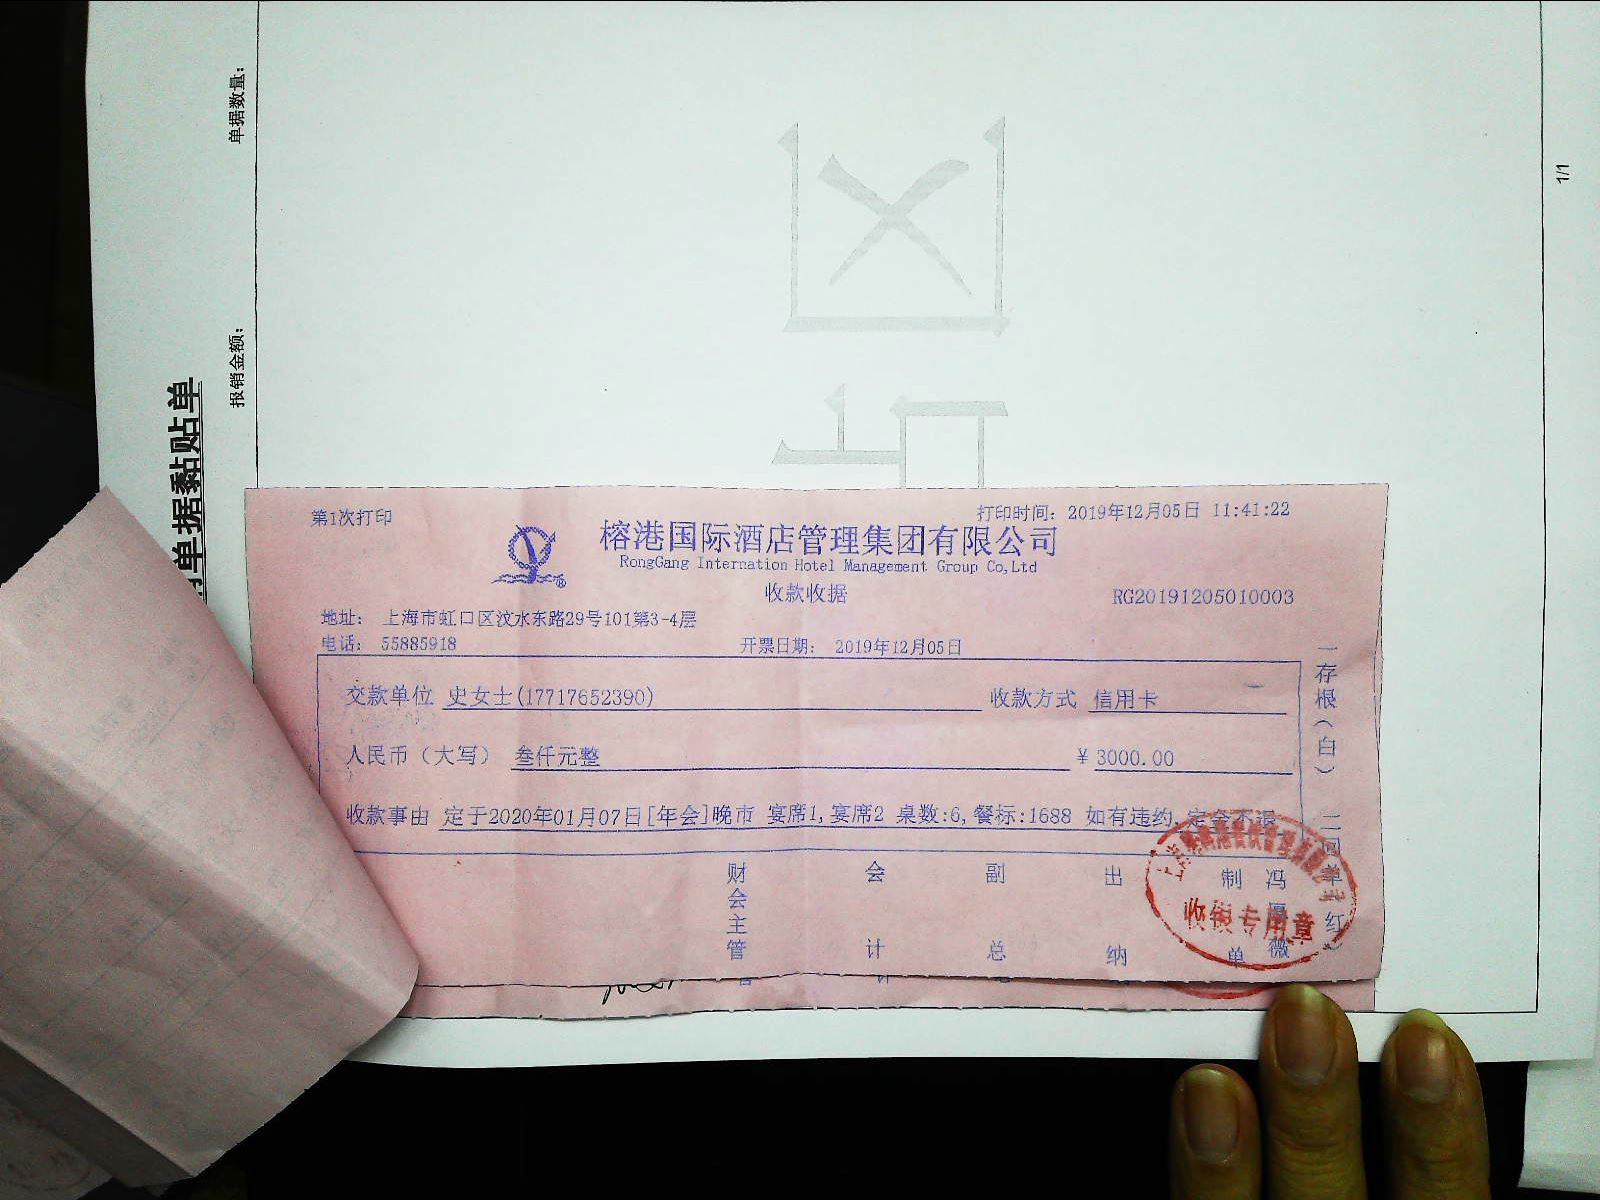 单据数量:
报销金额:
单据黏贴单
1/1
第1次打印
打印时间: 2019年12月05日 11:41:22
榕港国际酒店管理集团有限公司
RongGang Internation Hotel Management Group Co,Ltd
收款收据
RG20191205010003
地址: 上海市虹口区汶水东路29号101第3-4层
电话: 55885918
开票日期: 2019年12月05日
交款单位 史女士(17717652390)
收款方式 信用卡
人民币（大写） 叁仟元整
¥ 3000.00
收款事由 定于2020年01月07日[年会]晚市 宴席1,宴席2 桌数:6,餐标:1688 如有违约,定金不退
一存根（白）二回单（红）
财会主管
会计
副总
出纳
制单
冯 薇
收银专用章